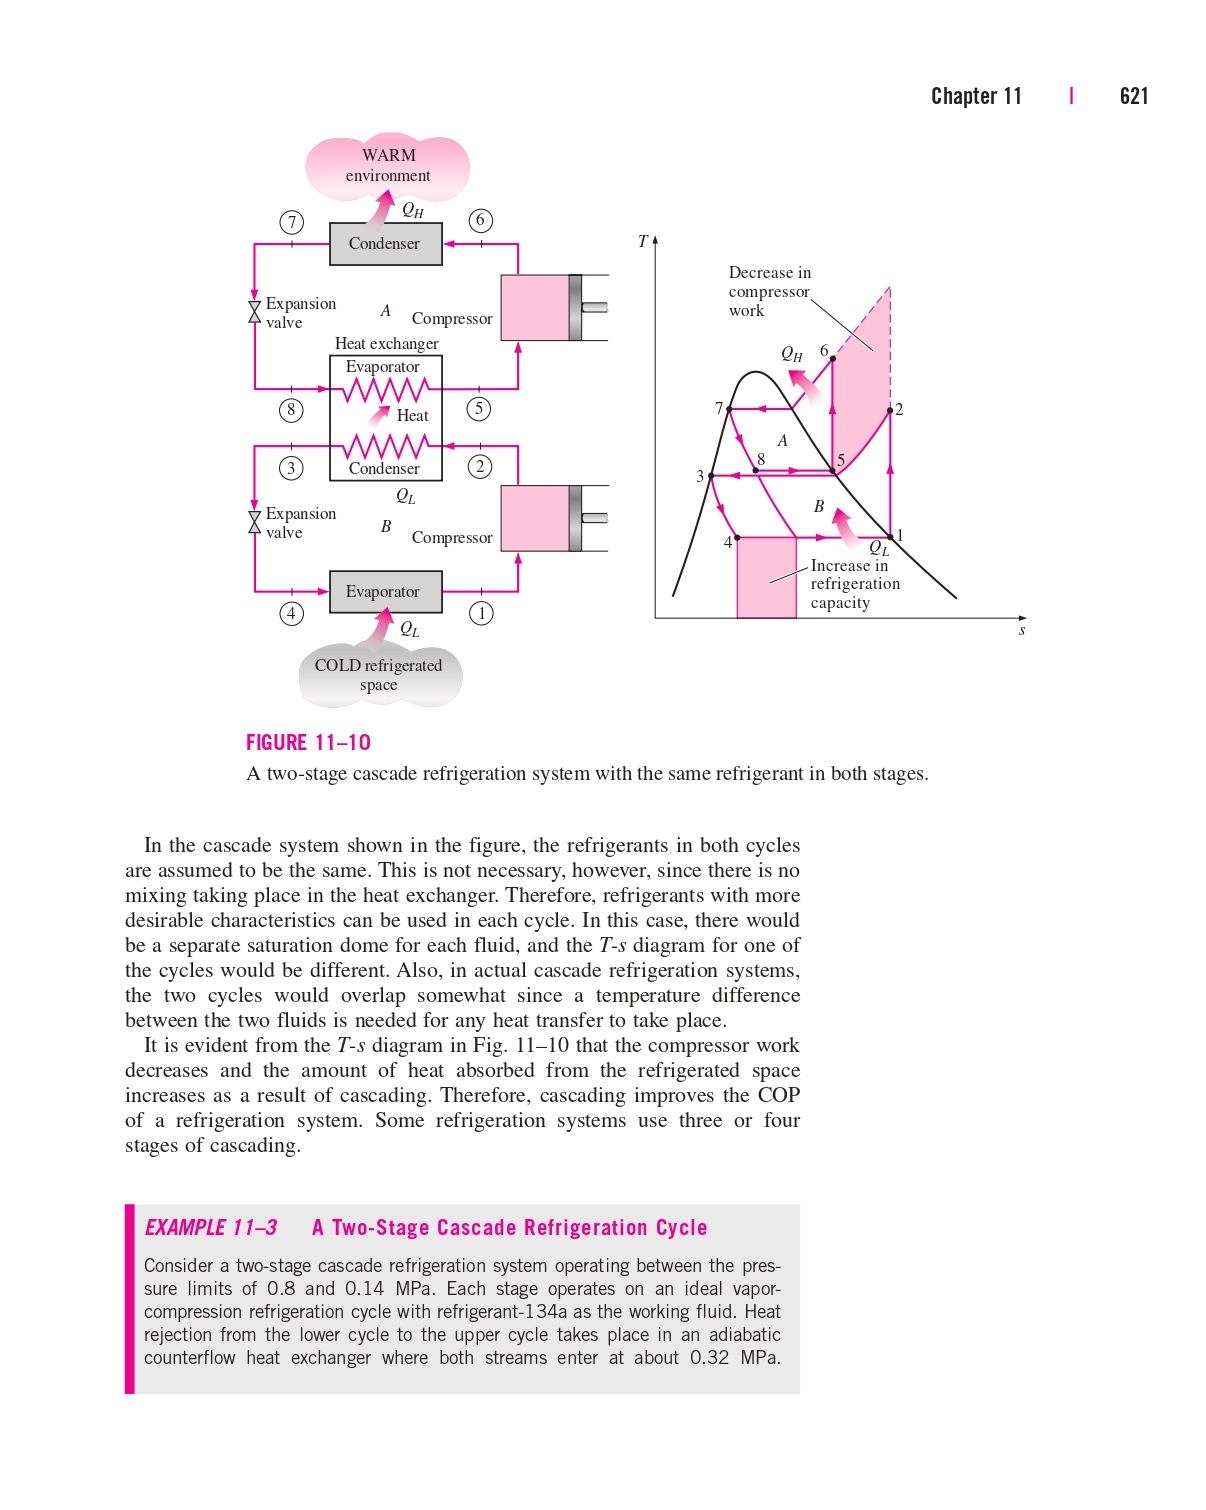 Chapter 11 | 621
WARM
environment
QH
7
6
Condenser
Expansion
valve
A
Compressor
Heat exchanger
Evaporator
8
Heat
5
3
Condenser
2
QL
Expansion
valve
B
Compressor
Evaporator
4
1
QL
COLD refrigerated
space
T
Decrease in
compressor
work
QH
6
7
2
A
8
5
3
B
4
1
QL
Increase in
refrigeration
capacity
s
FIGURE 11–10
A two-stage cascade refrigeration system with the same refrigerant in both stages.
In the cascade system shown in the figure, the refrigerants in both cycles
are assumed to be the same. This is not necessary, however, since there is no
mixing taking place in the heat exchanger. Therefore, refrigerants with more
desirable characteristics can be used in each cycle. In this case, there would
be a separate saturation dome for each fluid, and the T-s diagram for one of
the cycles would be different. Also, in actual cascade refrigeration systems,
the two cycles would overlap somewhat since a temperature difference
between the two fluids is needed for any heat transfer to take place.
It is evident from the T-s diagram in Fig. 11–10 that the compressor work
decreases and the amount of heat absorbed from the refrigerated space
increases as a result of cascading. Therefore, cascading improves the COP
of a refrigeration system. Some refrigeration systems use three or four
stages of cascading.
EXAMPLE 11–3 A Two-Stage Cascade Refrigeration Cycle
Consider a two-stage cascade refrigeration system operating between the pres-
sure limits of 0.8 and 0.14 MPa. Each stage operates on an ideal vapor-
compression refrigeration cycle with refrigerant-134a as the working fluid. Heat
rejection from the lower cycle to the upper cycle takes place in an adiabatic
counterflow heat exchanger where both streams enter at about 0.32 MPa.